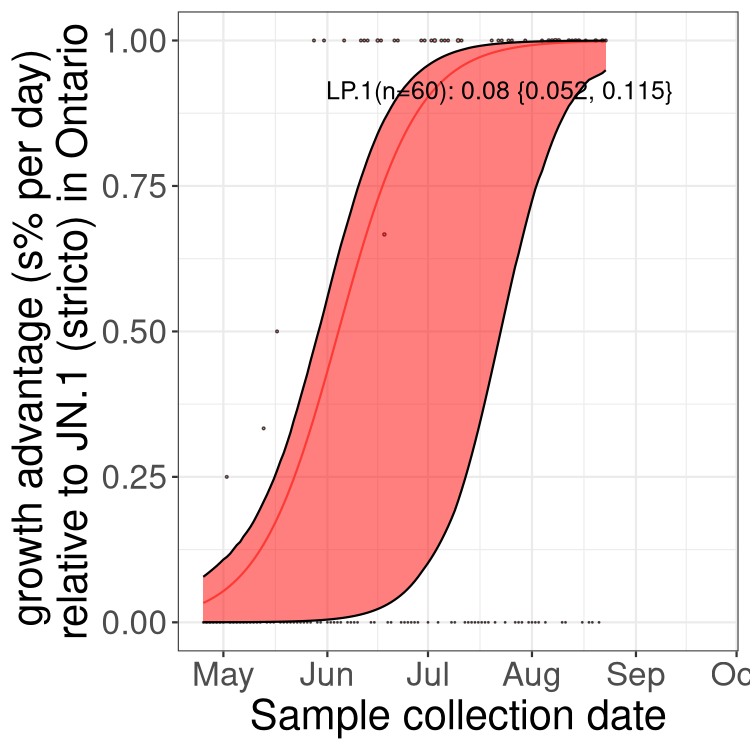 growth advantage (s% per day)
relative to JN.1 (stricto) in Ontario
1.00
0.75
0.50
0.25
0.00
LP.1(n=60): 0.08 {0.052, 0.115}
May Jun Jul Aug Sep Oc
Sample collection date